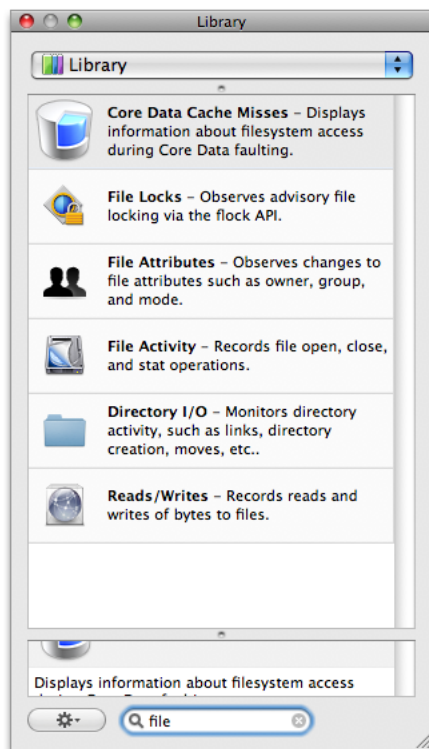 Library
Library
Core Data Cache Misses – Displays
information about filesystem access
during Core Data faulting.
File Locks – Observes advisory file
locking via the flock API.
File Attributes – Observes changes to
file attributes such as owner, group,
and mode.
File Activity – Records file open, close,
and stat operations.
Directory I/O – Monitors directory
activity, such as links, directory
creation, moves, etc..
Reads/Writes – Records reads and
writes of bytes to files.
Displays information about filesystem access
file